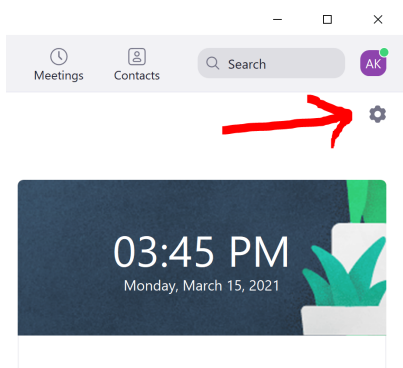 Meetings
Contacts
Search
AK
03:45 PM
Monday, March 15, 2021